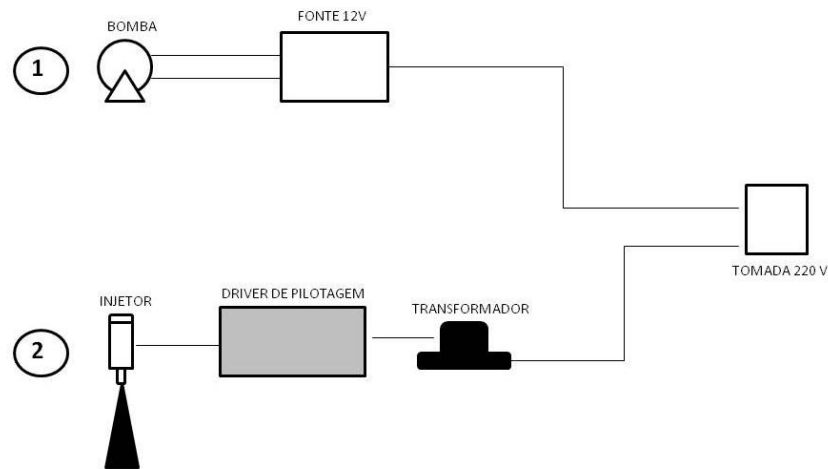 FONTE 12V
BOMBA
1
TOMADA 220 V
DRIVER DE PILOTAGEM
INJETOR
TRANSFORMADOR
2